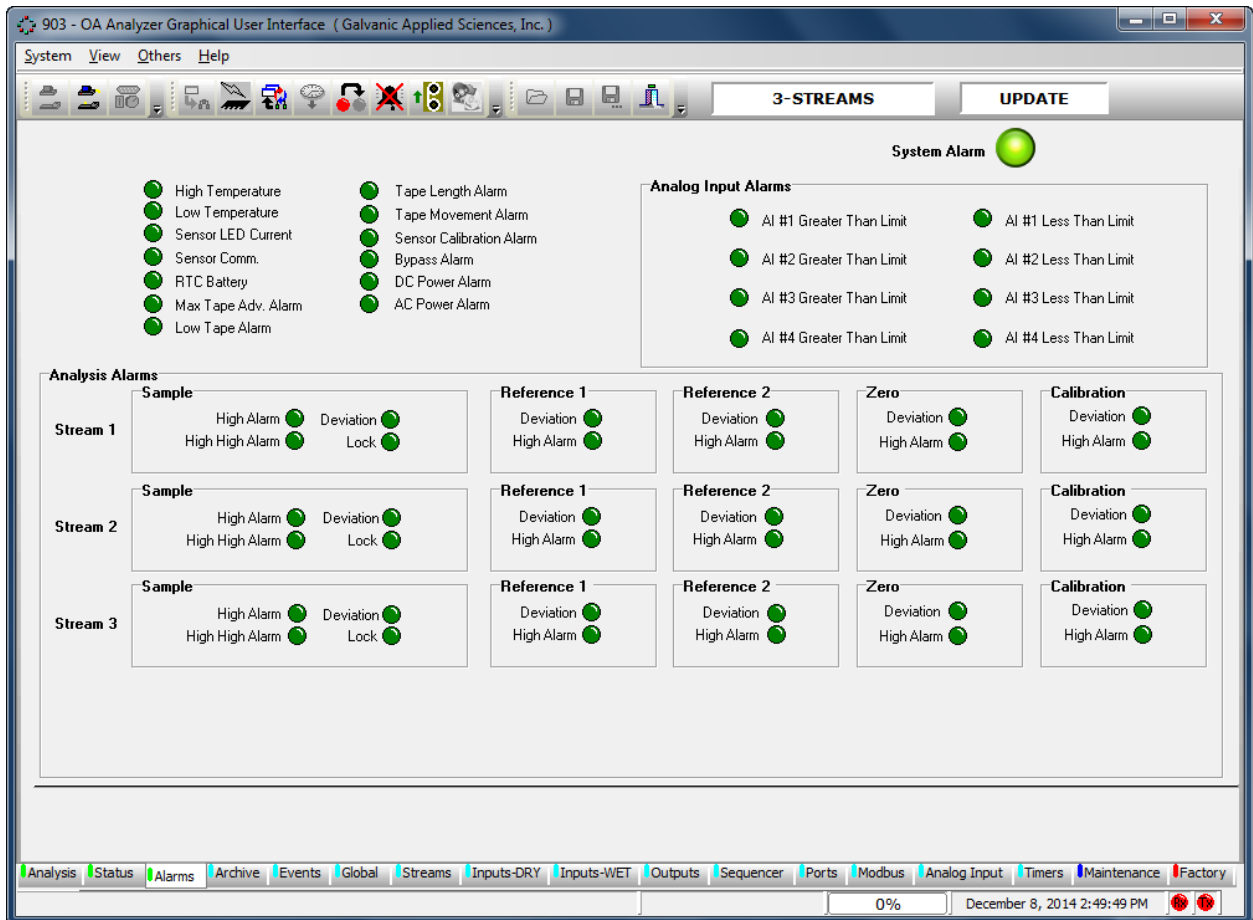 903 - OA Analyzer Graphical User Interface ( Galvanic Applied Sciences, Inc. )
System View Others Help
3-STREAMS UPDATE
System Alarm
High Temperature
Low Temperature
Sensor LED Current
Sensor Comm.
RTC Battery
Max Tape Adv. Alarm
Low Tape Alarm
Tape Length Alarm
Tape Movement Alarm
Sensor Calibration Alarm
Bypass Alarm
DC Power Alarm
AC Power Alarm
Analog Input Alarms
AI #1 Greater Than Limit AI #1 Less Than Limit
AI #2 Greater Than Limit AI #2 Less Than Limit
AI #3 Greater Than Limit AI #3 Less Than Limit
AI #4 Greater Than Limit AI #4 Less Than Limit
Analysis Alarms
Sample Reference 1 Reference 2 Zero Calibration
Stream 1
High Alarm Deviation Deviation Deviation Deviation Deviation
High High Alarm Lock High Alarm High Alarm High Alarm High Alarm
Sample Reference 1 Reference 2 Zero Calibration
Stream 2
High Alarm Deviation Deviation Deviation Deviation Deviation
High High Alarm Lock High Alarm High Alarm High Alarm High Alarm
Sample Reference 1 Reference 2 Zero Calibration
Stream 3
High Alarm Deviation Deviation Deviation Deviation Deviation
High High Alarm Lock High Alarm High Alarm High Alarm High Alarm
Analysis Status Alarms Archive Events Global Streams Inputs-DRY Inputs-WET Outputs Sequencer Ports Modbus Analog Input Timers Maintenance Factory
0% December 8, 2014 2:49:49 PM Rx Tx